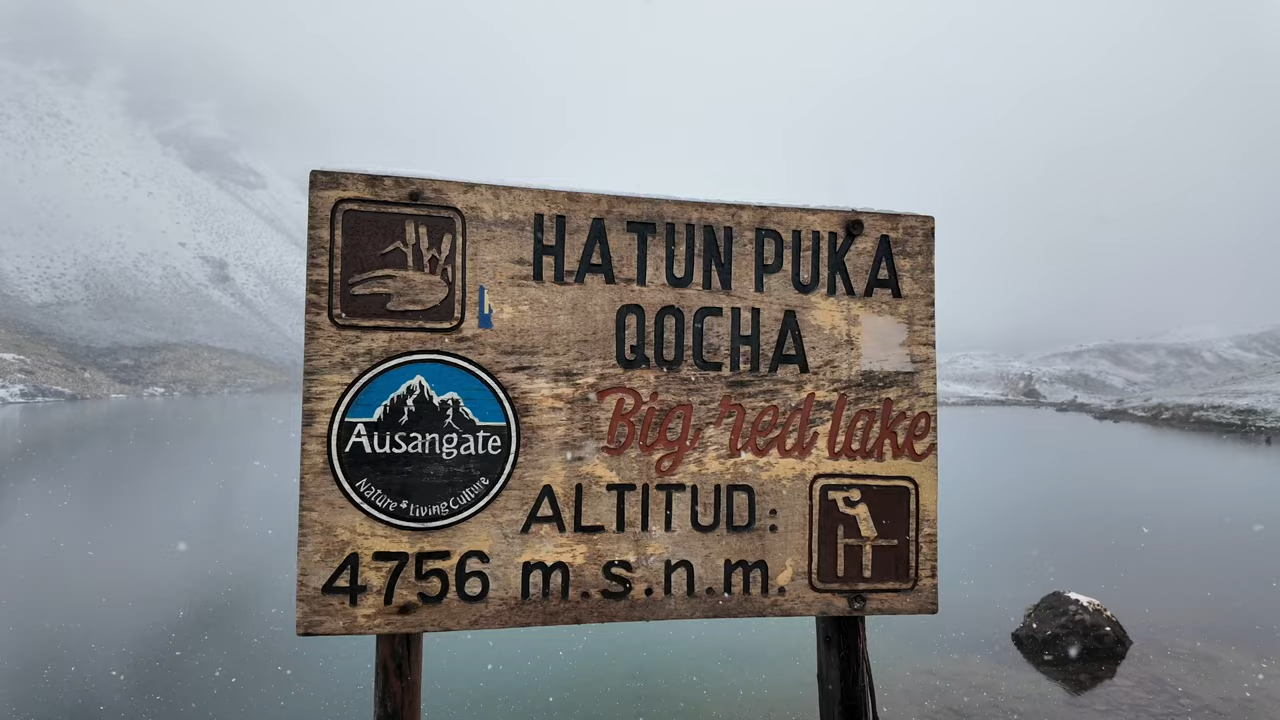 HATUN PUKA
QOCHA
Big red lake
Ausangate
Nature & Living Culture
ALTITUD:
4756 m.s.n.m.